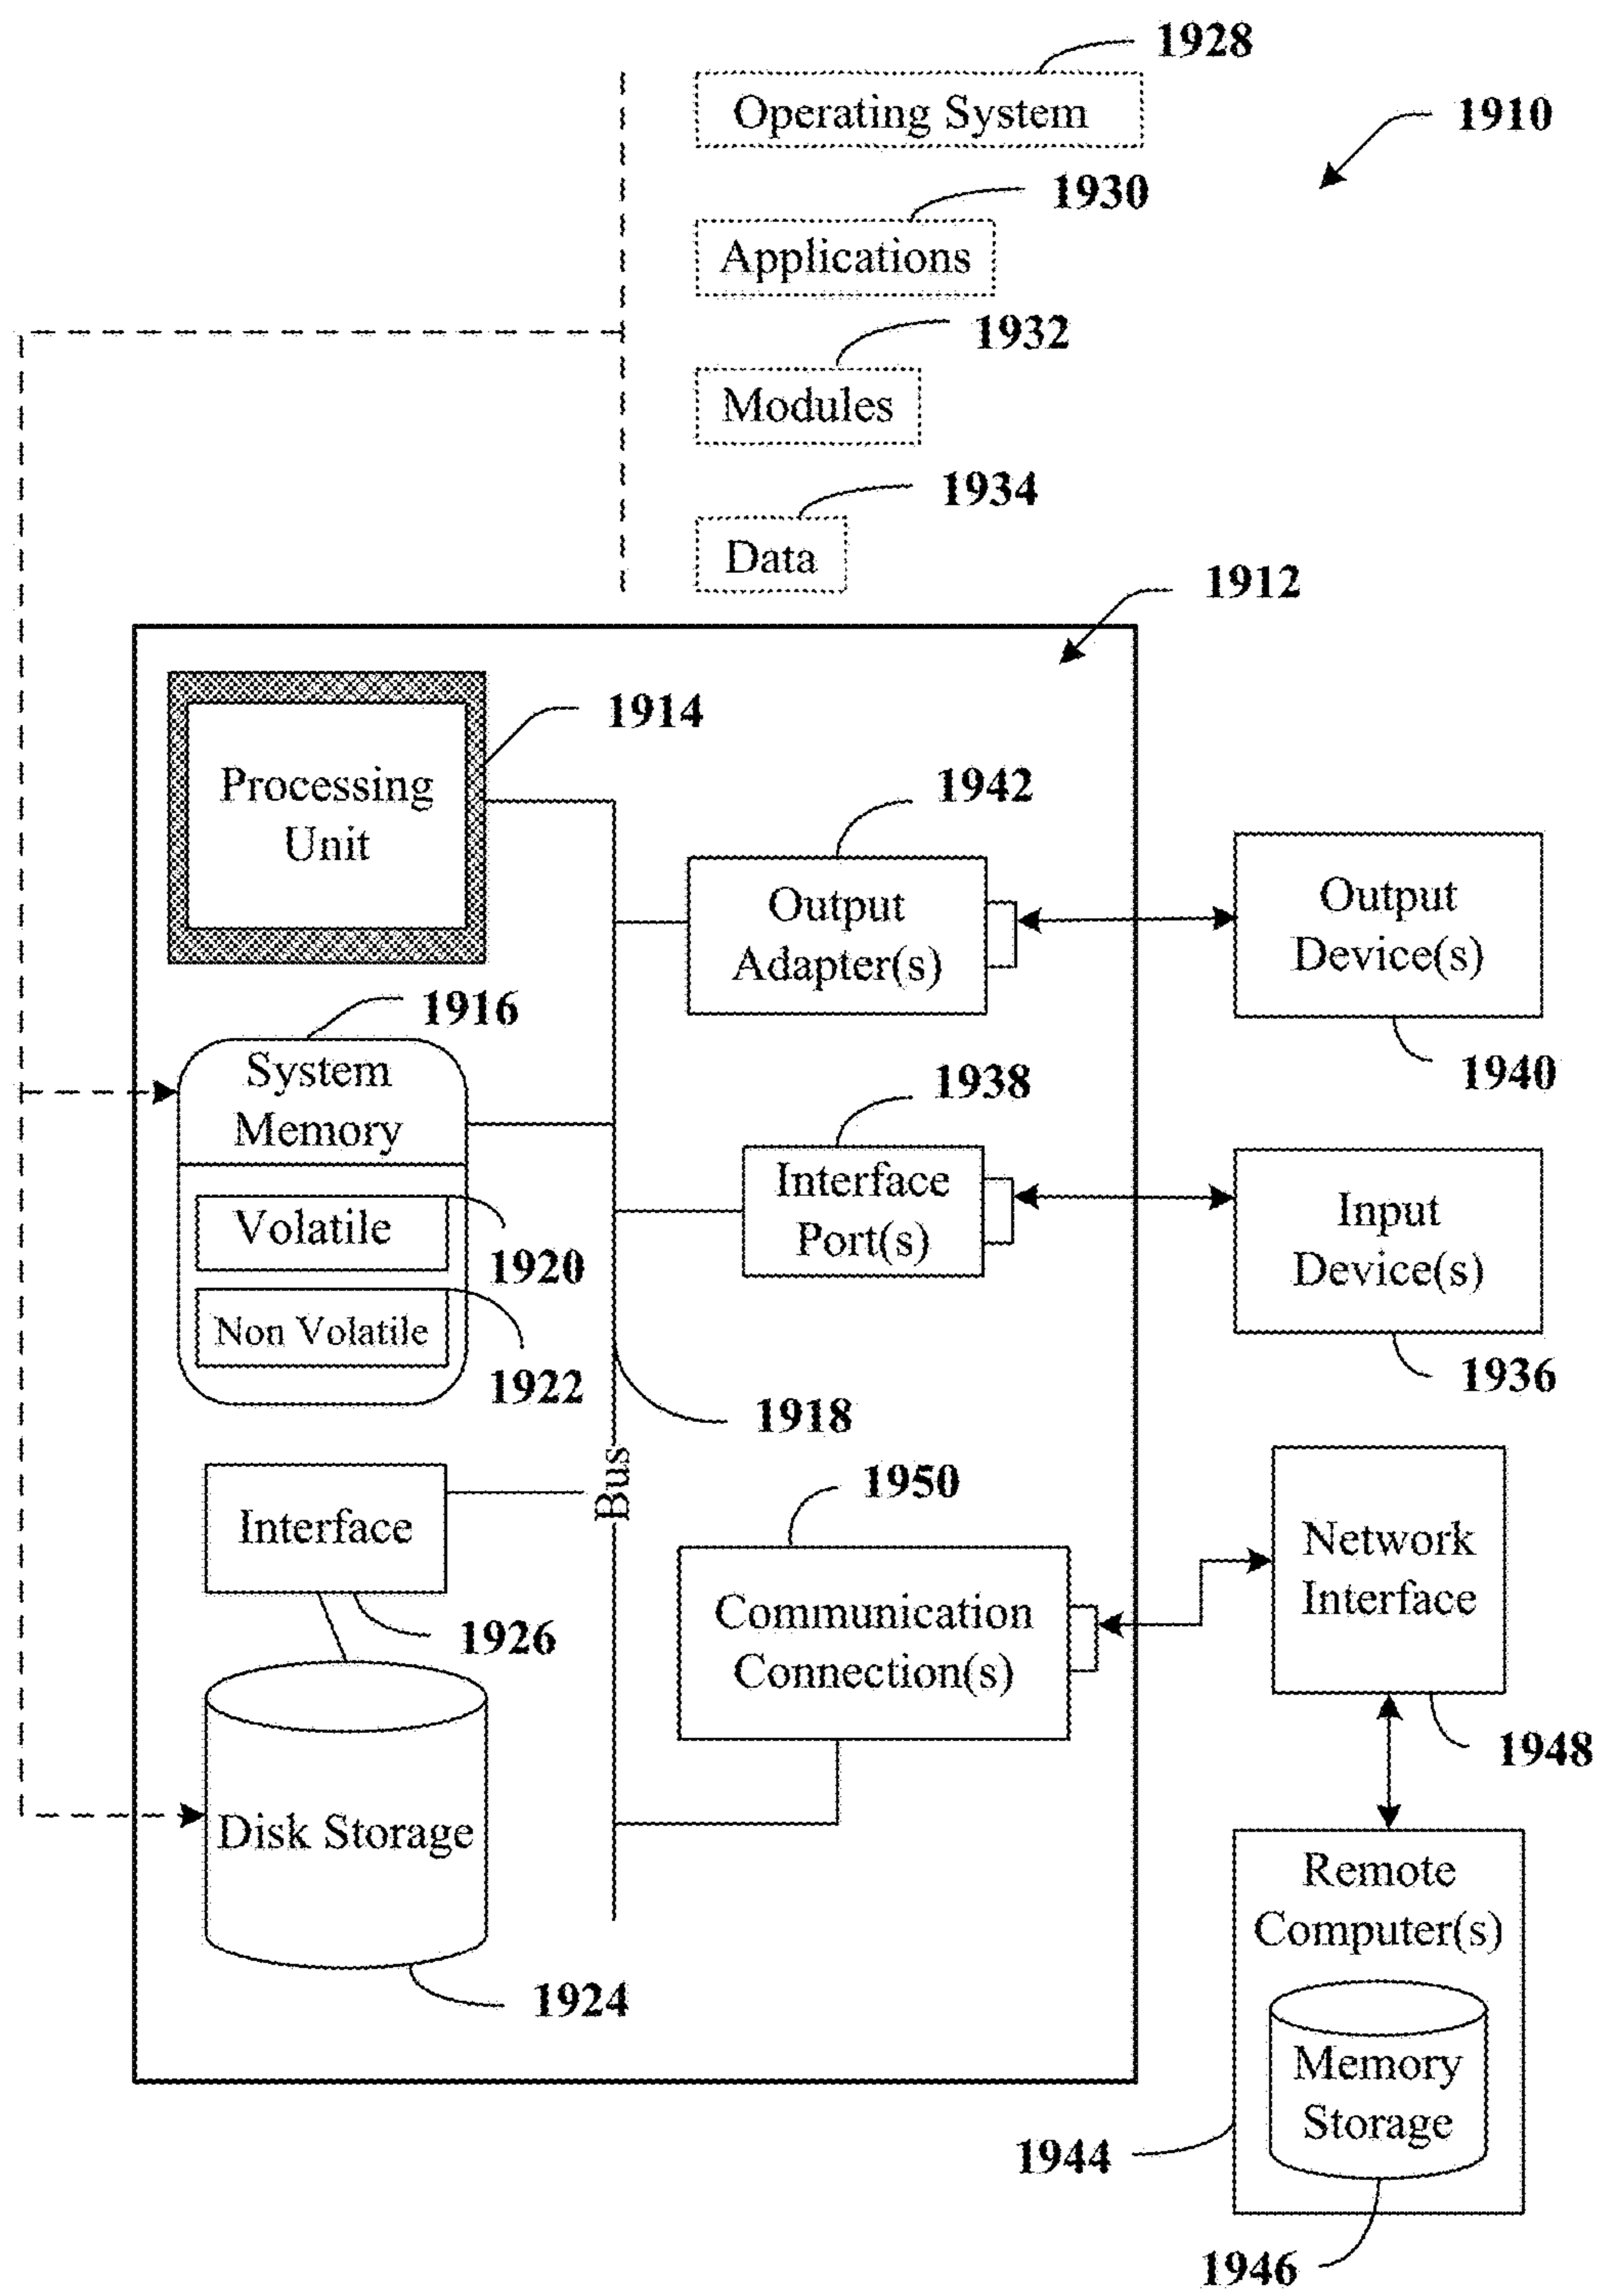 1928
Operating System
1910
1930
Applications
1932
Modules
1934
Data
1912
1914
Processing
Unit
1942
Output
Adapter(s)
Output
Device(s)
1940
1916
System
Memory
1938
Interface
Port(s)
Input
Device(s)
1936
Volatile
1920
Non Volatile
1922
1918
Bus
1950
Interface
1926
Communication
Connection(s)
Network
Interface
1948
Disk Storage
1924
Remote
Computer(s)
Memory
Storage
1944
1946